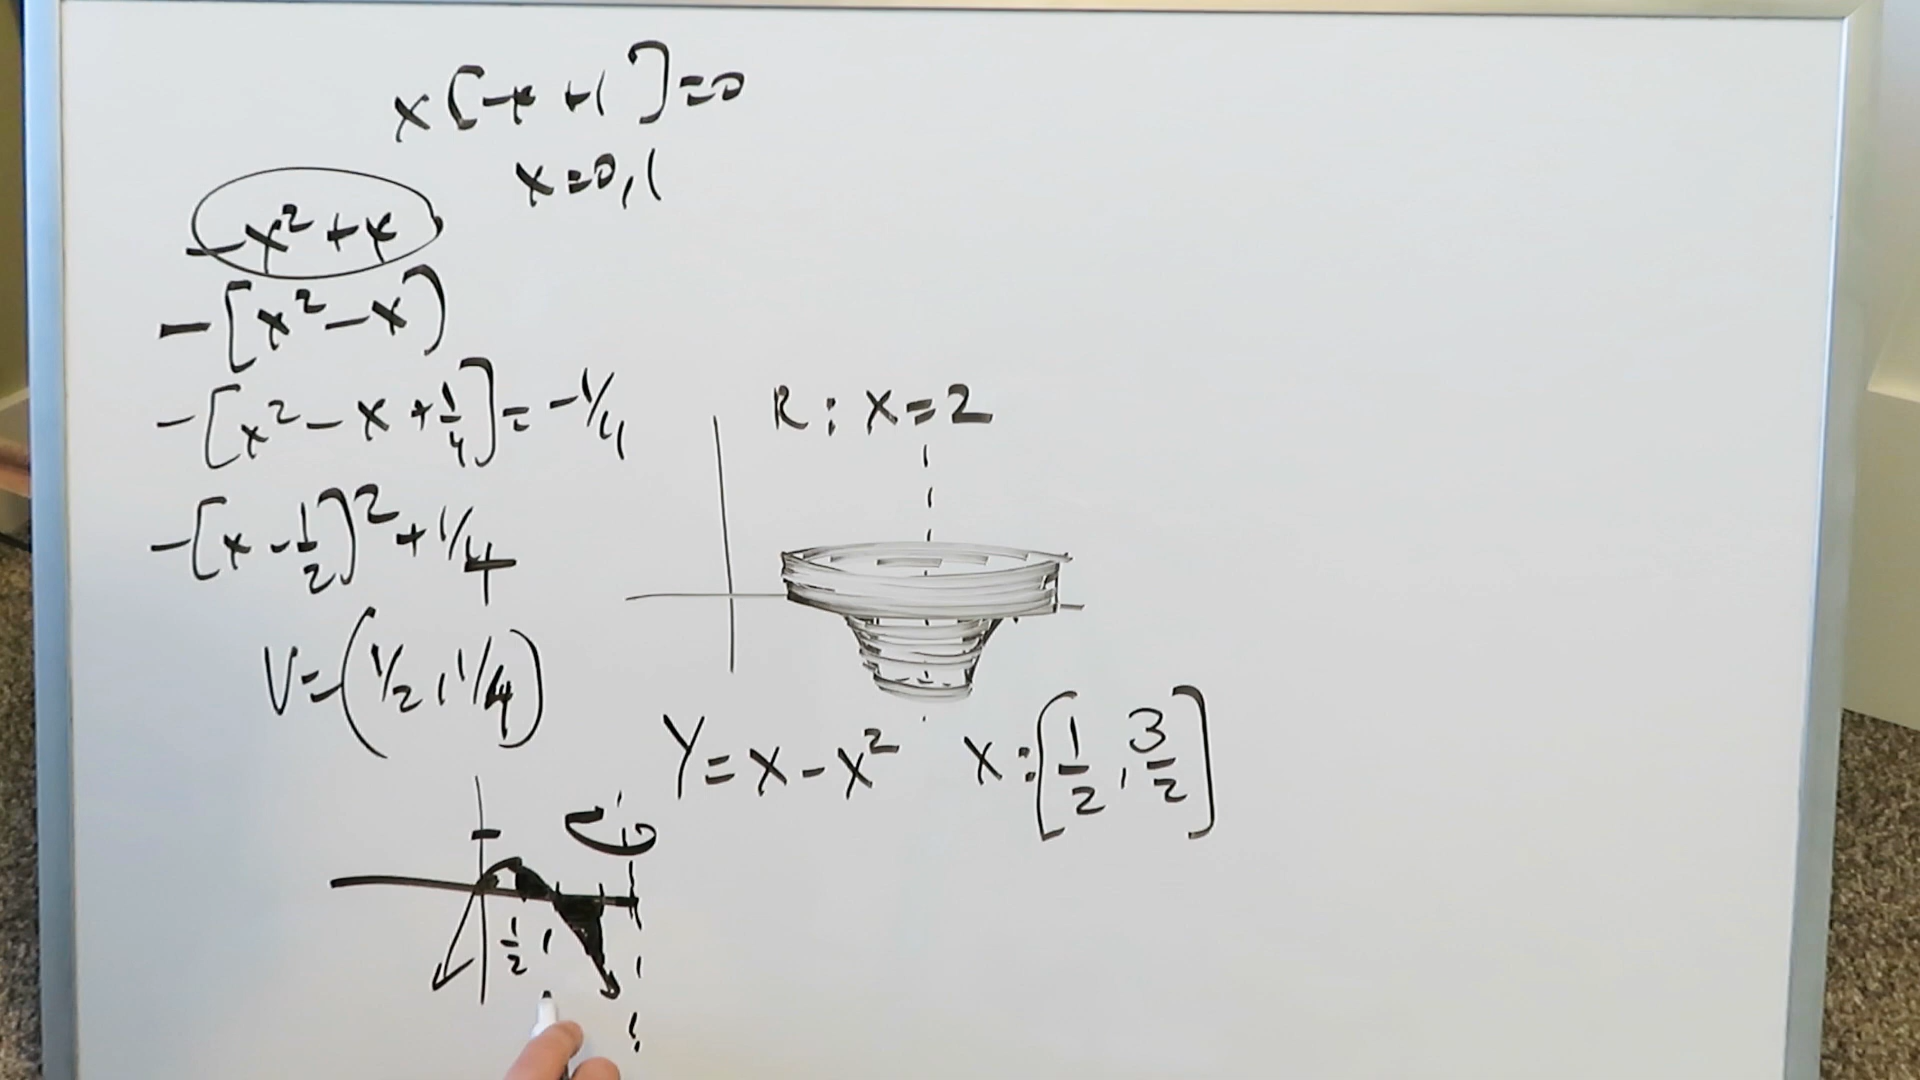 x[-x+1]=0
x=0,1
-x²+x
-[x²-x]
-[x²-x+1/4]=-1/4
-[x-1/2]²+1/4
V=(1/2,1/4)
R: x=2
Y=x-x² x:[1/2,3/2]
1/2 1